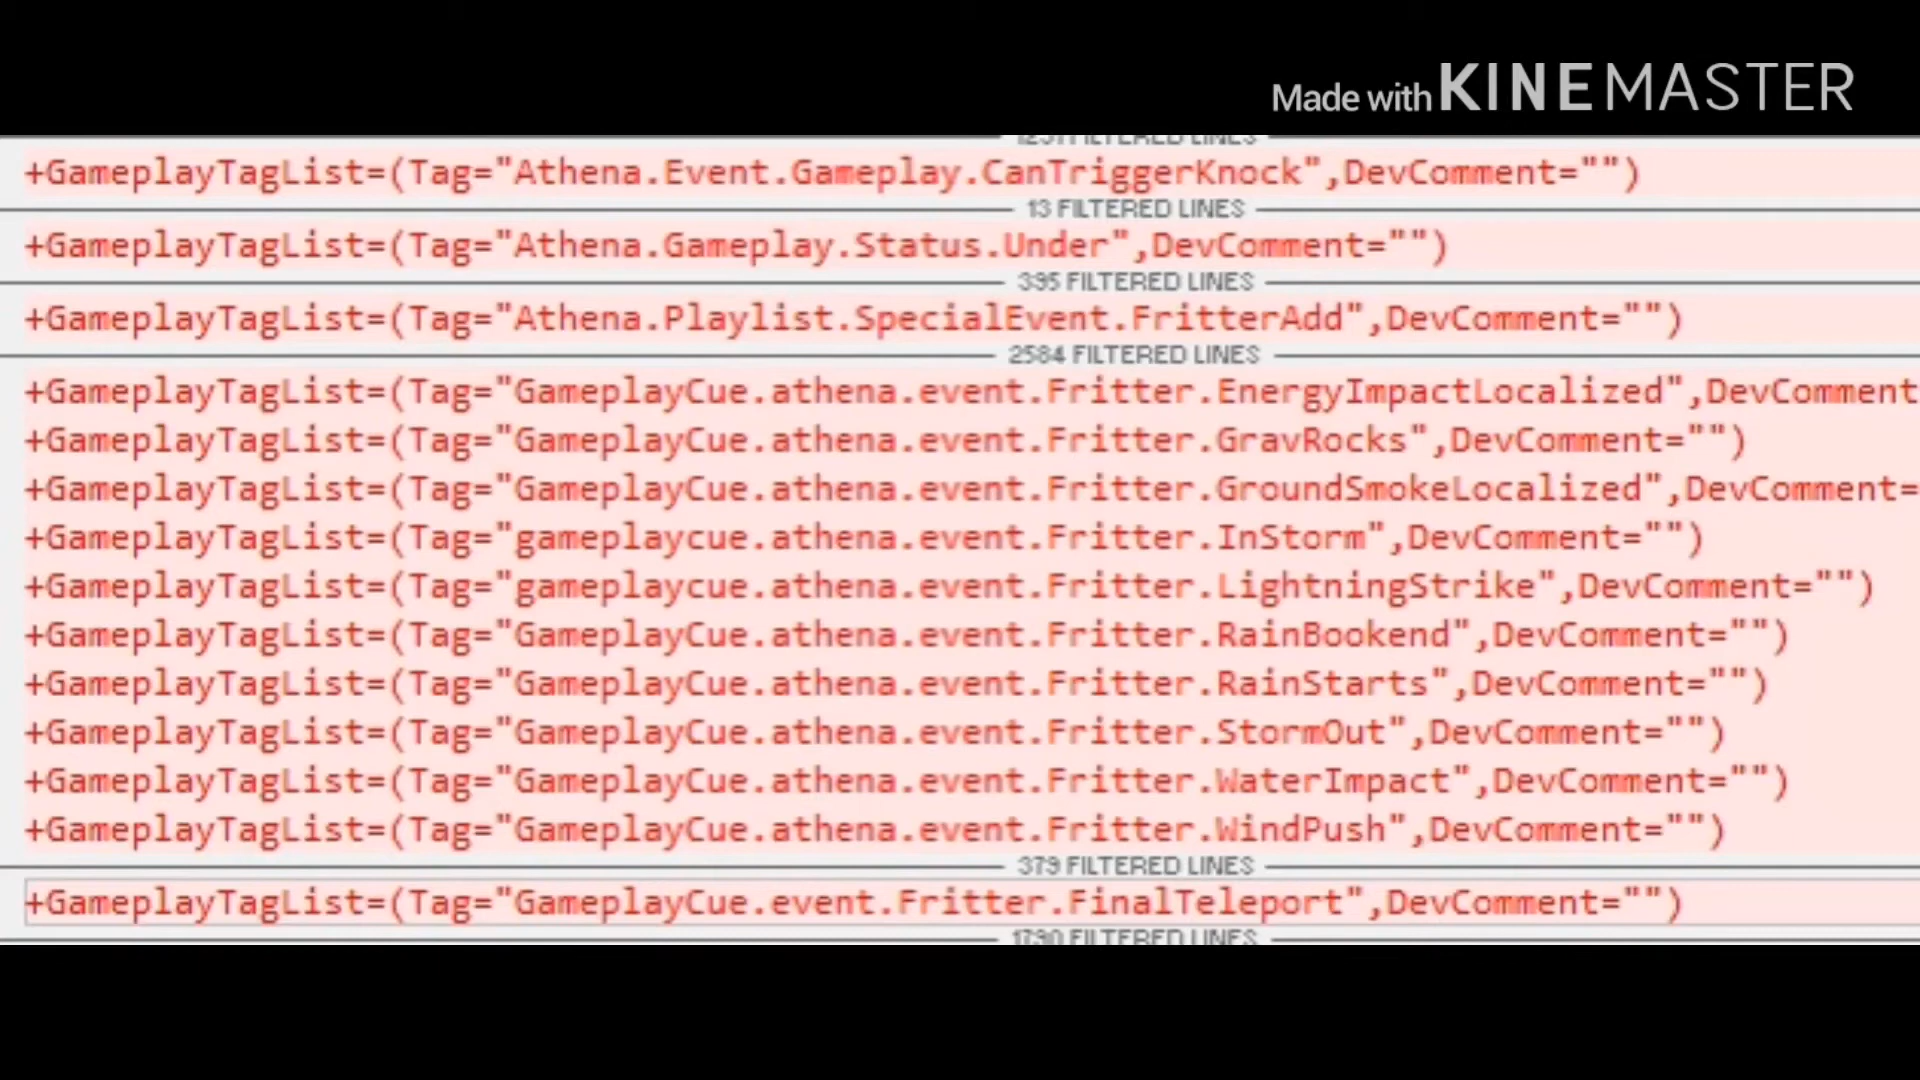 Made with KINEMASTER
1251 FILTERED LINES
+GameplayTagList=(Tag="Athena.Event.Gameplay.CanTriggerKnock",DevComment="")
13 FILTERED LINES
+GameplayTagList=(Tag="Athena.Gameplay.Status.Under",DevComment="")
395 FILTERED LINES
+GameplayTagList=(Tag="Athena.Playlist.SpecialEvent.FritterAdd",DevComment="")
2584 FILTERED LINES
+GameplayTagList=(Tag="GameplayCue.athena.event.Fritter.EnergyImpactLocalized",DevComment
+GameplayTagList=(Tag="GameplayCue.athena.event.Fritter.GravRocks",DevComment="")
+GameplayTagList=(Tag="GameplayCue.athena.event.Fritter.GroundSmokeLocalized",DevComment=
+GameplayTagList=(Tag="gameplaycue.athena.event.Fritter.InStorm",DevComment="")
+GameplayTagList=(Tag="gameplaycue.athena.event.Fritter.LightningStrike",DevComment="")
+GameplayTagList=(Tag="GameplayCue.athena.event.Fritter.RainBookend",DevComment="")
+GameplayTagList=(Tag="GameplayCue.athena.event.Fritter.RainStarts",DevComment="")
+GameplayTagList=(Tag="GameplayCue.athena.event.Fritter.StormOut",DevComment="")
+GameplayTagList=(Tag="GameplayCue.athena.event.Fritter.WaterImpact",DevComment="")
+GameplayTagList=(Tag="GameplayCue.athena.event.Fritter.WindPush",DevComment="")
379 FILTERED LINES
+GameplayTagList=(Tag="GameplayCue.event.Fritter.FinalTeleport",DevComment="")
1790 FILTERED LINES